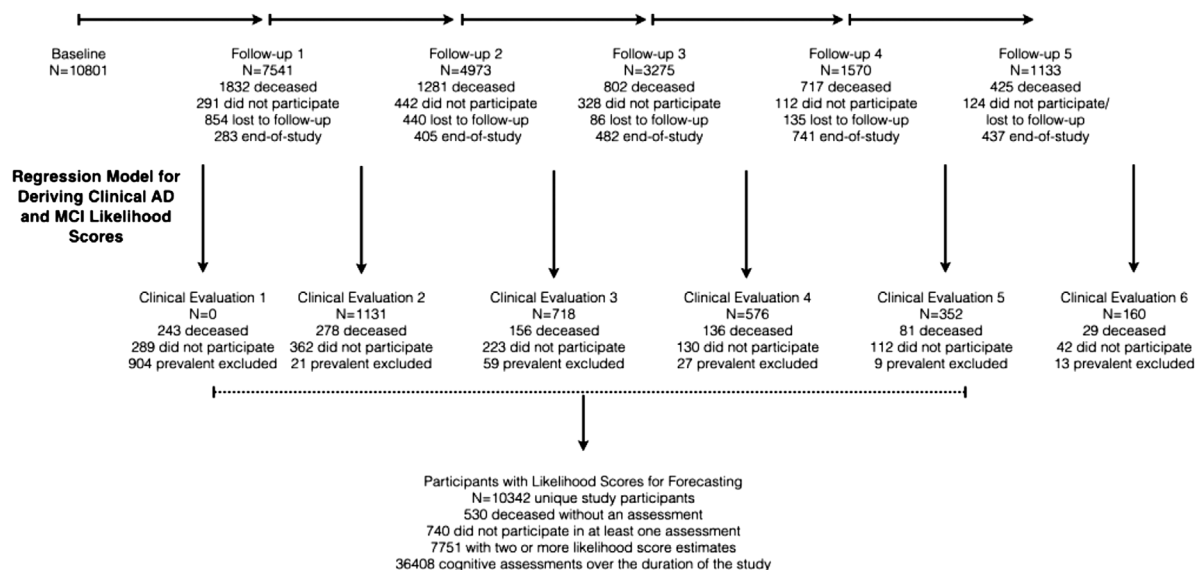 Baseline
N=10801
Follow-up 1
N=7541
1832 deceased
291 did not participate
854 lost to follow-up
283 end-of-study
Follow-up 2
N=4973
1281 deceased
442 did not participate
440 lost to follow-up
405 end-of-study
Follow-up 3
N=3275
802 deceased
328 did not participate
86 lost to follow-up
482 end-of-study
Follow-up 4
N=1570
717 deceased
112 did not participate
135 lost to follow-up
741 end-of-study
Follow-up 5
N=1133
425 deceased
124 did not participate/
lost to follow-up
437 end-of-study
Regression Model for
Deriving Clinical AD
and MCI Likelihood
Scores
Clinical Evaluation 1
N=0
243 deceased
289 did not participate
904 prevalent excluded
Clinical Evaluation 2
N=1131
278 deceased
362 did not participate
21 prevalent excluded
Clinical Evaluation 3
N=718
156 deceased
223 did not participate
59 prevalent excluded
Clinical Evaluation 4
N=576
136 deceased
130 did not participate
27 prevalent excluded
Clinical Evaluation 5
N=352
81 deceased
112 did not participate
9 prevalent excluded
Clinical Evaluation 6
N=160
29 deceased
42 did not participate
13 prevalent excluded
Participants with Likelihood Scores for Forecasting
N=10342 unique study participants
530 deceased without an assessment
740 did not participate in at least one assessment
7751 with two or more likelihood score estimates
36408 cognitive assessments over the duration of the study